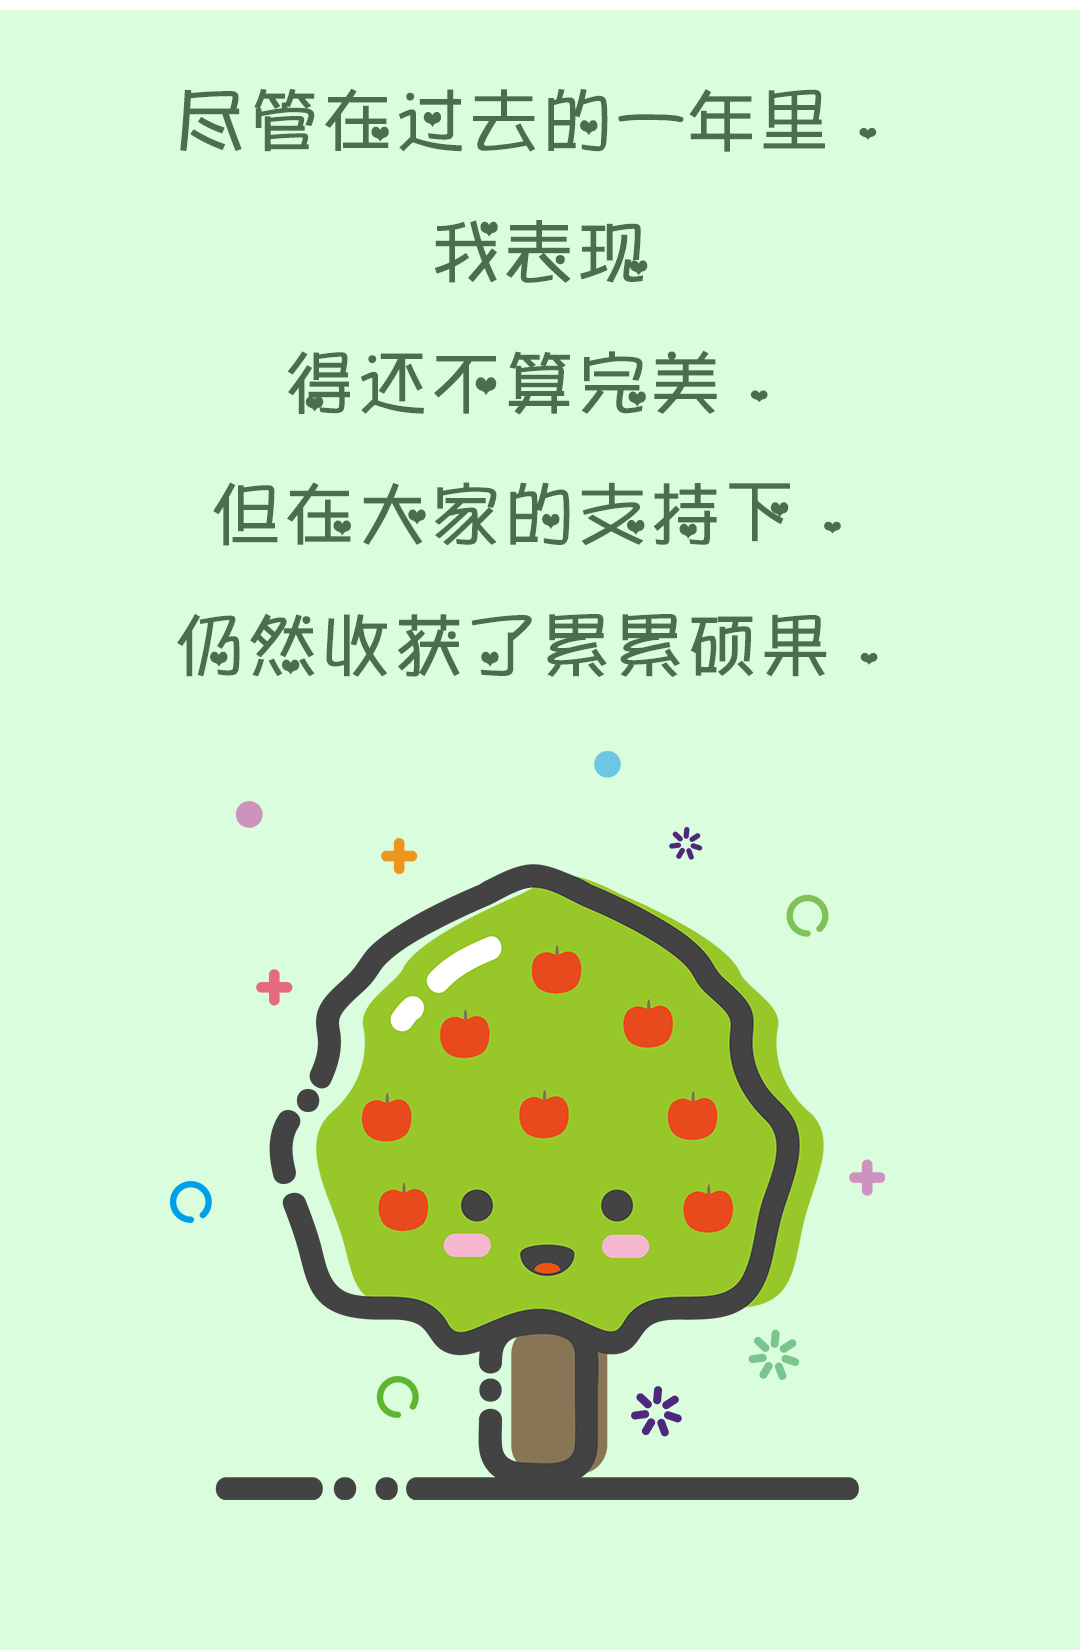 尽管在过去的一年里，
我表现
得还不算完美，
但在大家的支持下，
仍然收获了累累硕果，